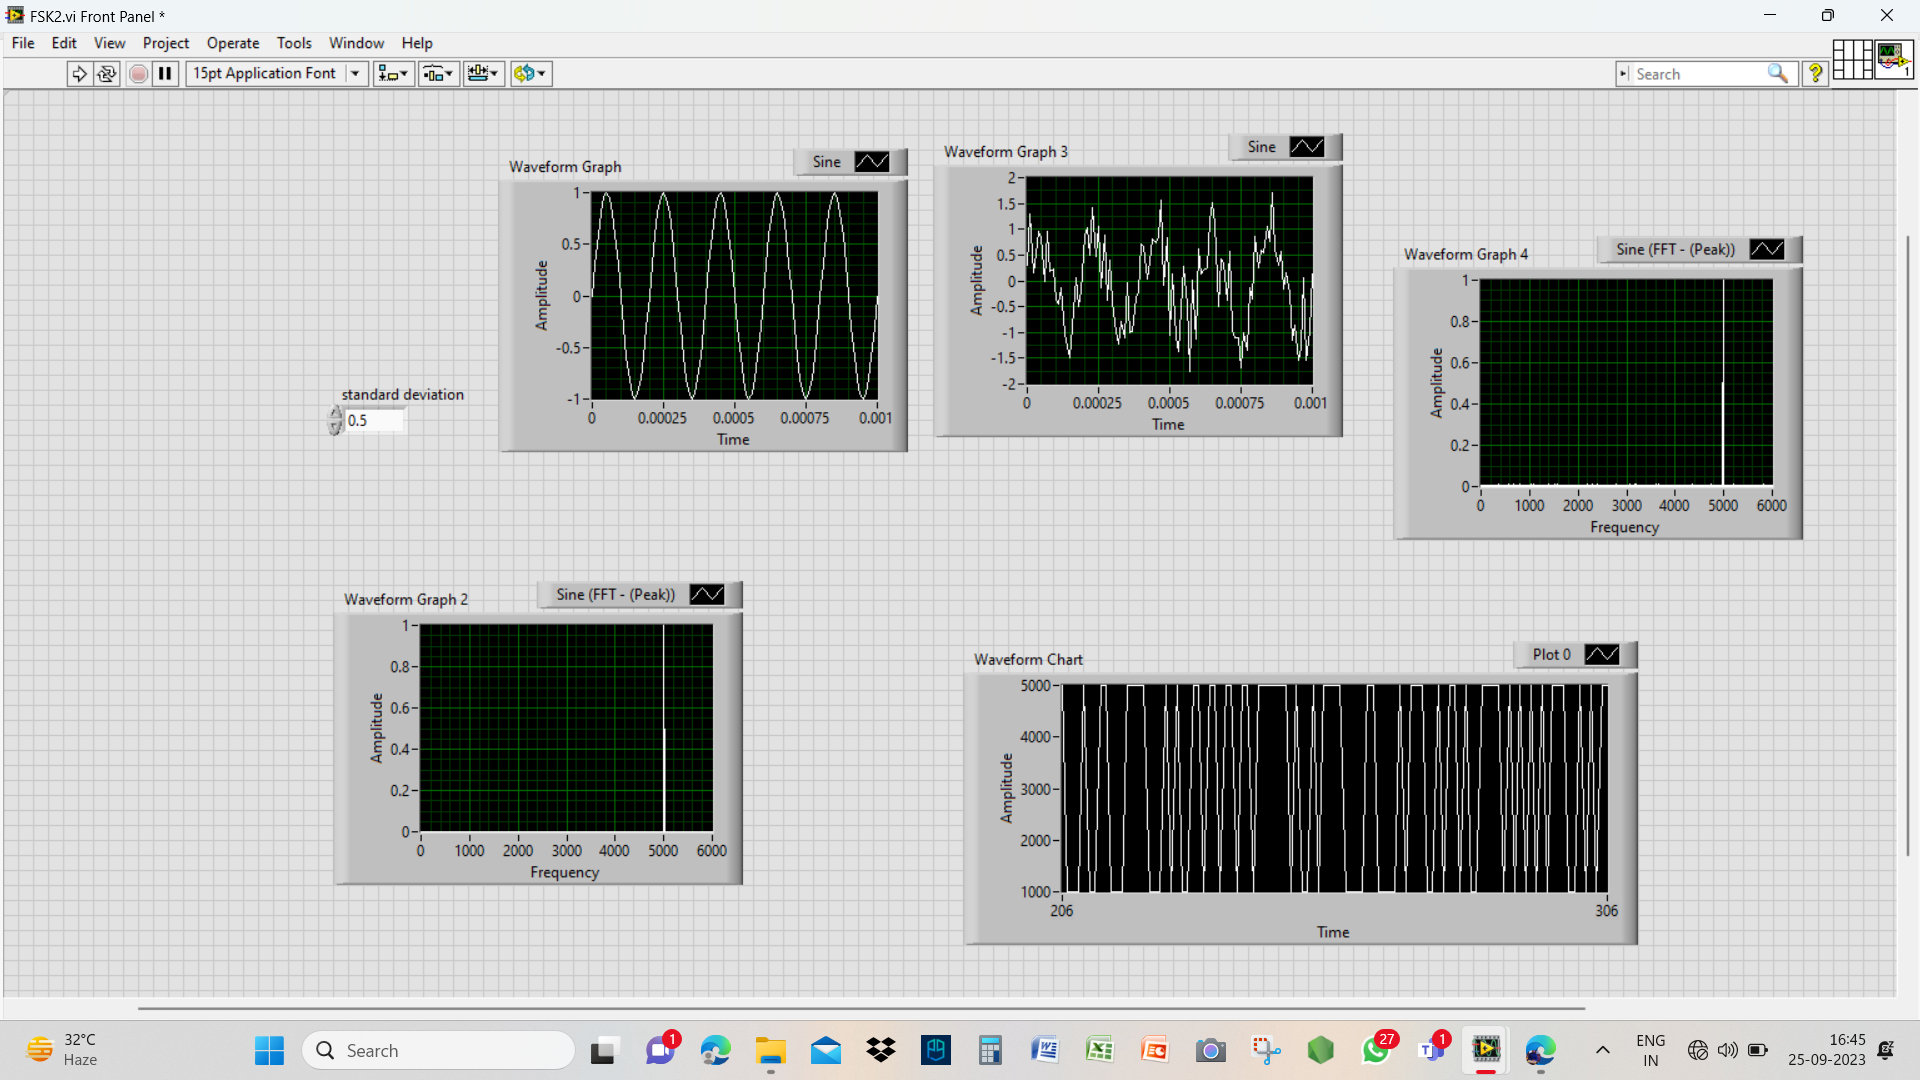 FSK2.vi Front Panel *
File Edit View Project Operate Tools Window Help
15pt Application Font
Search
?
1
standard deviation
0.5
Waveform Graph
Sine
Amplitude
1
0.5
0
-0.5
-1
0 0.00025 0.0005 0.00075 0.001
Time
Waveform Graph 3
Sine
Amplitude
2
1.5
1
0.5
0
-0.5
-1
-1.5
-2
0 0.00025 0.0005 0.00075 0.001
Time
Waveform Graph 4
Sine (FFT - (Peak))
Amplitude
1
0.8
0.6
0.4
0.2
0
0 1000 2000 3000 4000 5000 6000
Frequency
Waveform Graph 2
Sine (FFT - (Peak))
Amplitude
1
0.8
0.6
0.4
0.2
0
0 1000 2000 3000 4000 5000 6000
Frequency
Waveform Chart
Plot 0
Amplitude
5000
4000
3000
2000
1000
206 306
Time
32°C
Haze
Search
1
27
1
ENG
IN
16:45
25-09-2023